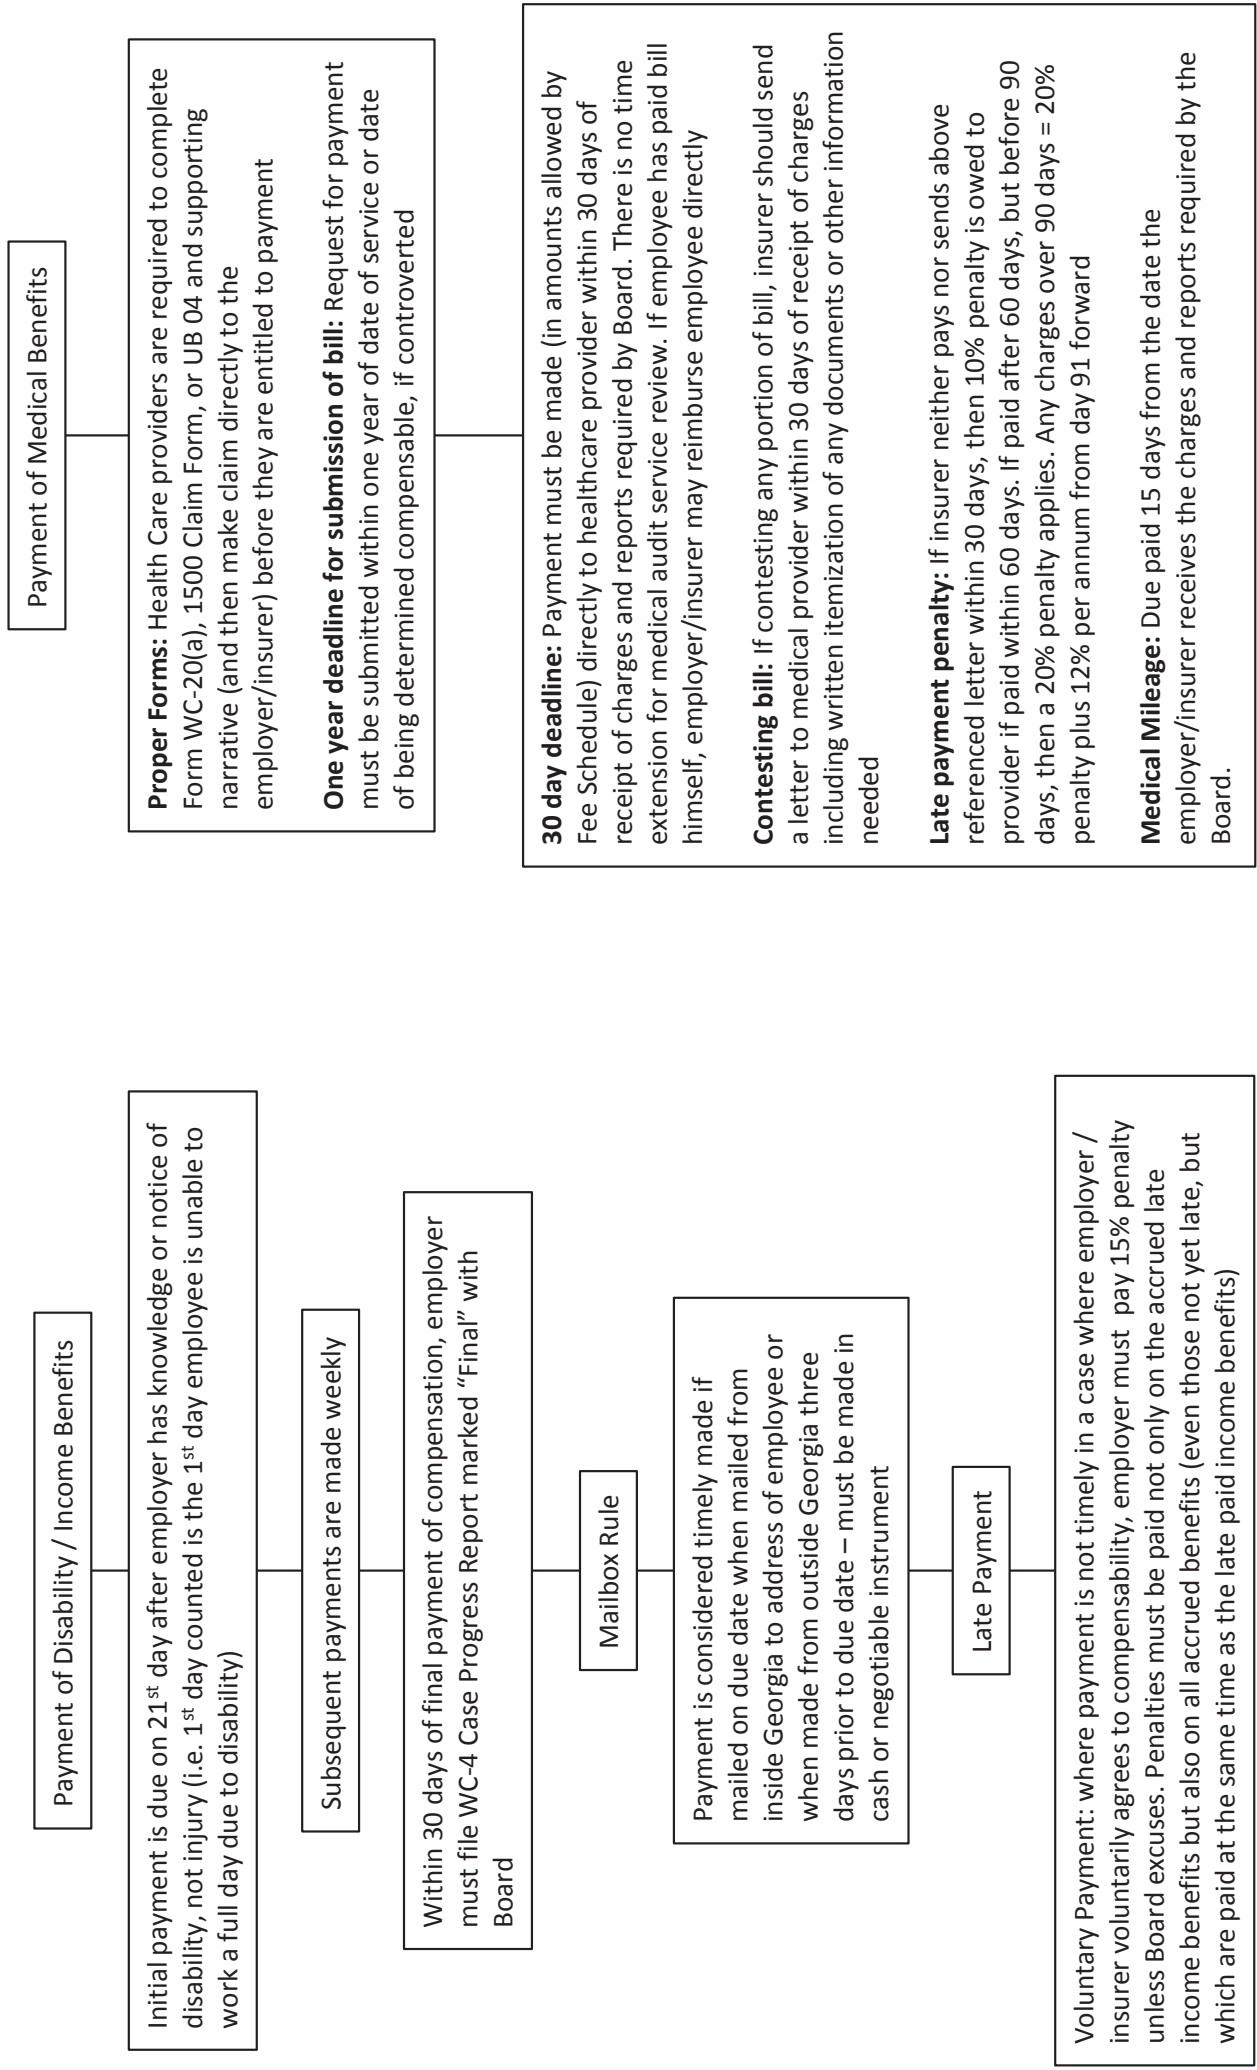 Payment of Disability / Income Benefits
Initial payment is due on 21st day after employer has knowledge or notice of
disability, not injury (i.e. 1st day counted is the 1st day employee is unable to
work a full day due to disability)
Subsequent payments are made weekly
Within 30 days of final payment of compensation, employer
must file WC-4 Case Progress Report marked “Final” with
Board
Mailbox Rule
Payment is considered timely made if
mailed on due date when mailed from
inside Georgia to address of employee or
when made from outside Georgia three
days prior to due date – must be made in
cash or negotiable instrument
Late Payment
Voluntary Payment: where payment is not timely in a case where employer /
insurer voluntarily agrees to compensability, employer must pay 15% penalty
unless Board excuses. Penalties must be paid not only on the accrued late
income benefits but also on all accrued benefits (even those not yet late, but
which are paid at the same time as the late paid income benefits)
Payment of Medical Benefits
Proper Forms: Health Care providers are required to complete
Form WC-20(a), 1500 Claim Form, or UB 04 and supporting
narrative (and then make claim directly to the
employer/insurer) before they are entitled to payment
One year deadline for submission of bill: Request for payment
must be submitted within one year of date of service or date
of being determined compensable, if controverted
30 day deadline: Payment must be made (in amounts allowed by
Fee Schedule) directly to healthcare provider within 30 days of
receipt of charges and reports required by Board. There is no time
extension for medical audit service review. If employee has paid bill
himself, employer/insurer may reimburse employee directly
Contesting bill: If contesting any portion of bill, insurer should send
a letter to medical provider within 30 days of receipt of charges
including written itemization of any documents or other information
needed
Late payment penalty: If insurer neither pays nor sends above
referenced letter within 30 days, then 10% penalty is owed to
provider if paid within 60 days. If paid after 60 days, but before 90
days, then a 20% penalty applies. Any charges over 90 days = 20%
penalty plus 12% per annum from day 91 forward
Medical Mileage: Due paid 15 days from the date the
employer/insurer receives the charges and reports required by the
Board.